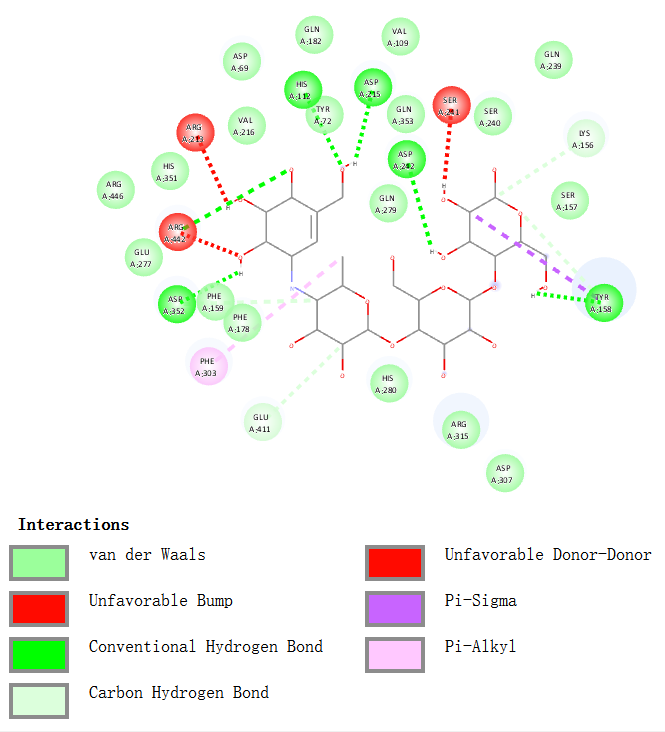 GLN
A:182
VAL
A:109
ASP
A:69
GLN
A:239
HIS
A:112
ASP
A:215
TYR
A:72
GLN
A:353
SER
A:241
SER
A:240
ARG
A:213
VAL
A:216
LYS
A:156
HIS
A:351
ASP
A:242
ARG
A:446
GLN
A:279
SER
A:157
ARG
A:442
GLU
A:277
ASP
A:352
PHE
A:159
PHE
A:178
TYR
A:158
PHE
A:303
HIS
A:280
GLU
A:411
ARG
A:315
ASP
A:307
Interactions
van der Waals
Unfavorable Bump
Conventional Hydrogen Bond
Carbon Hydrogen Bond
Unfavorable Donor-Donor
Pi-Sigma
Pi-Alkyl